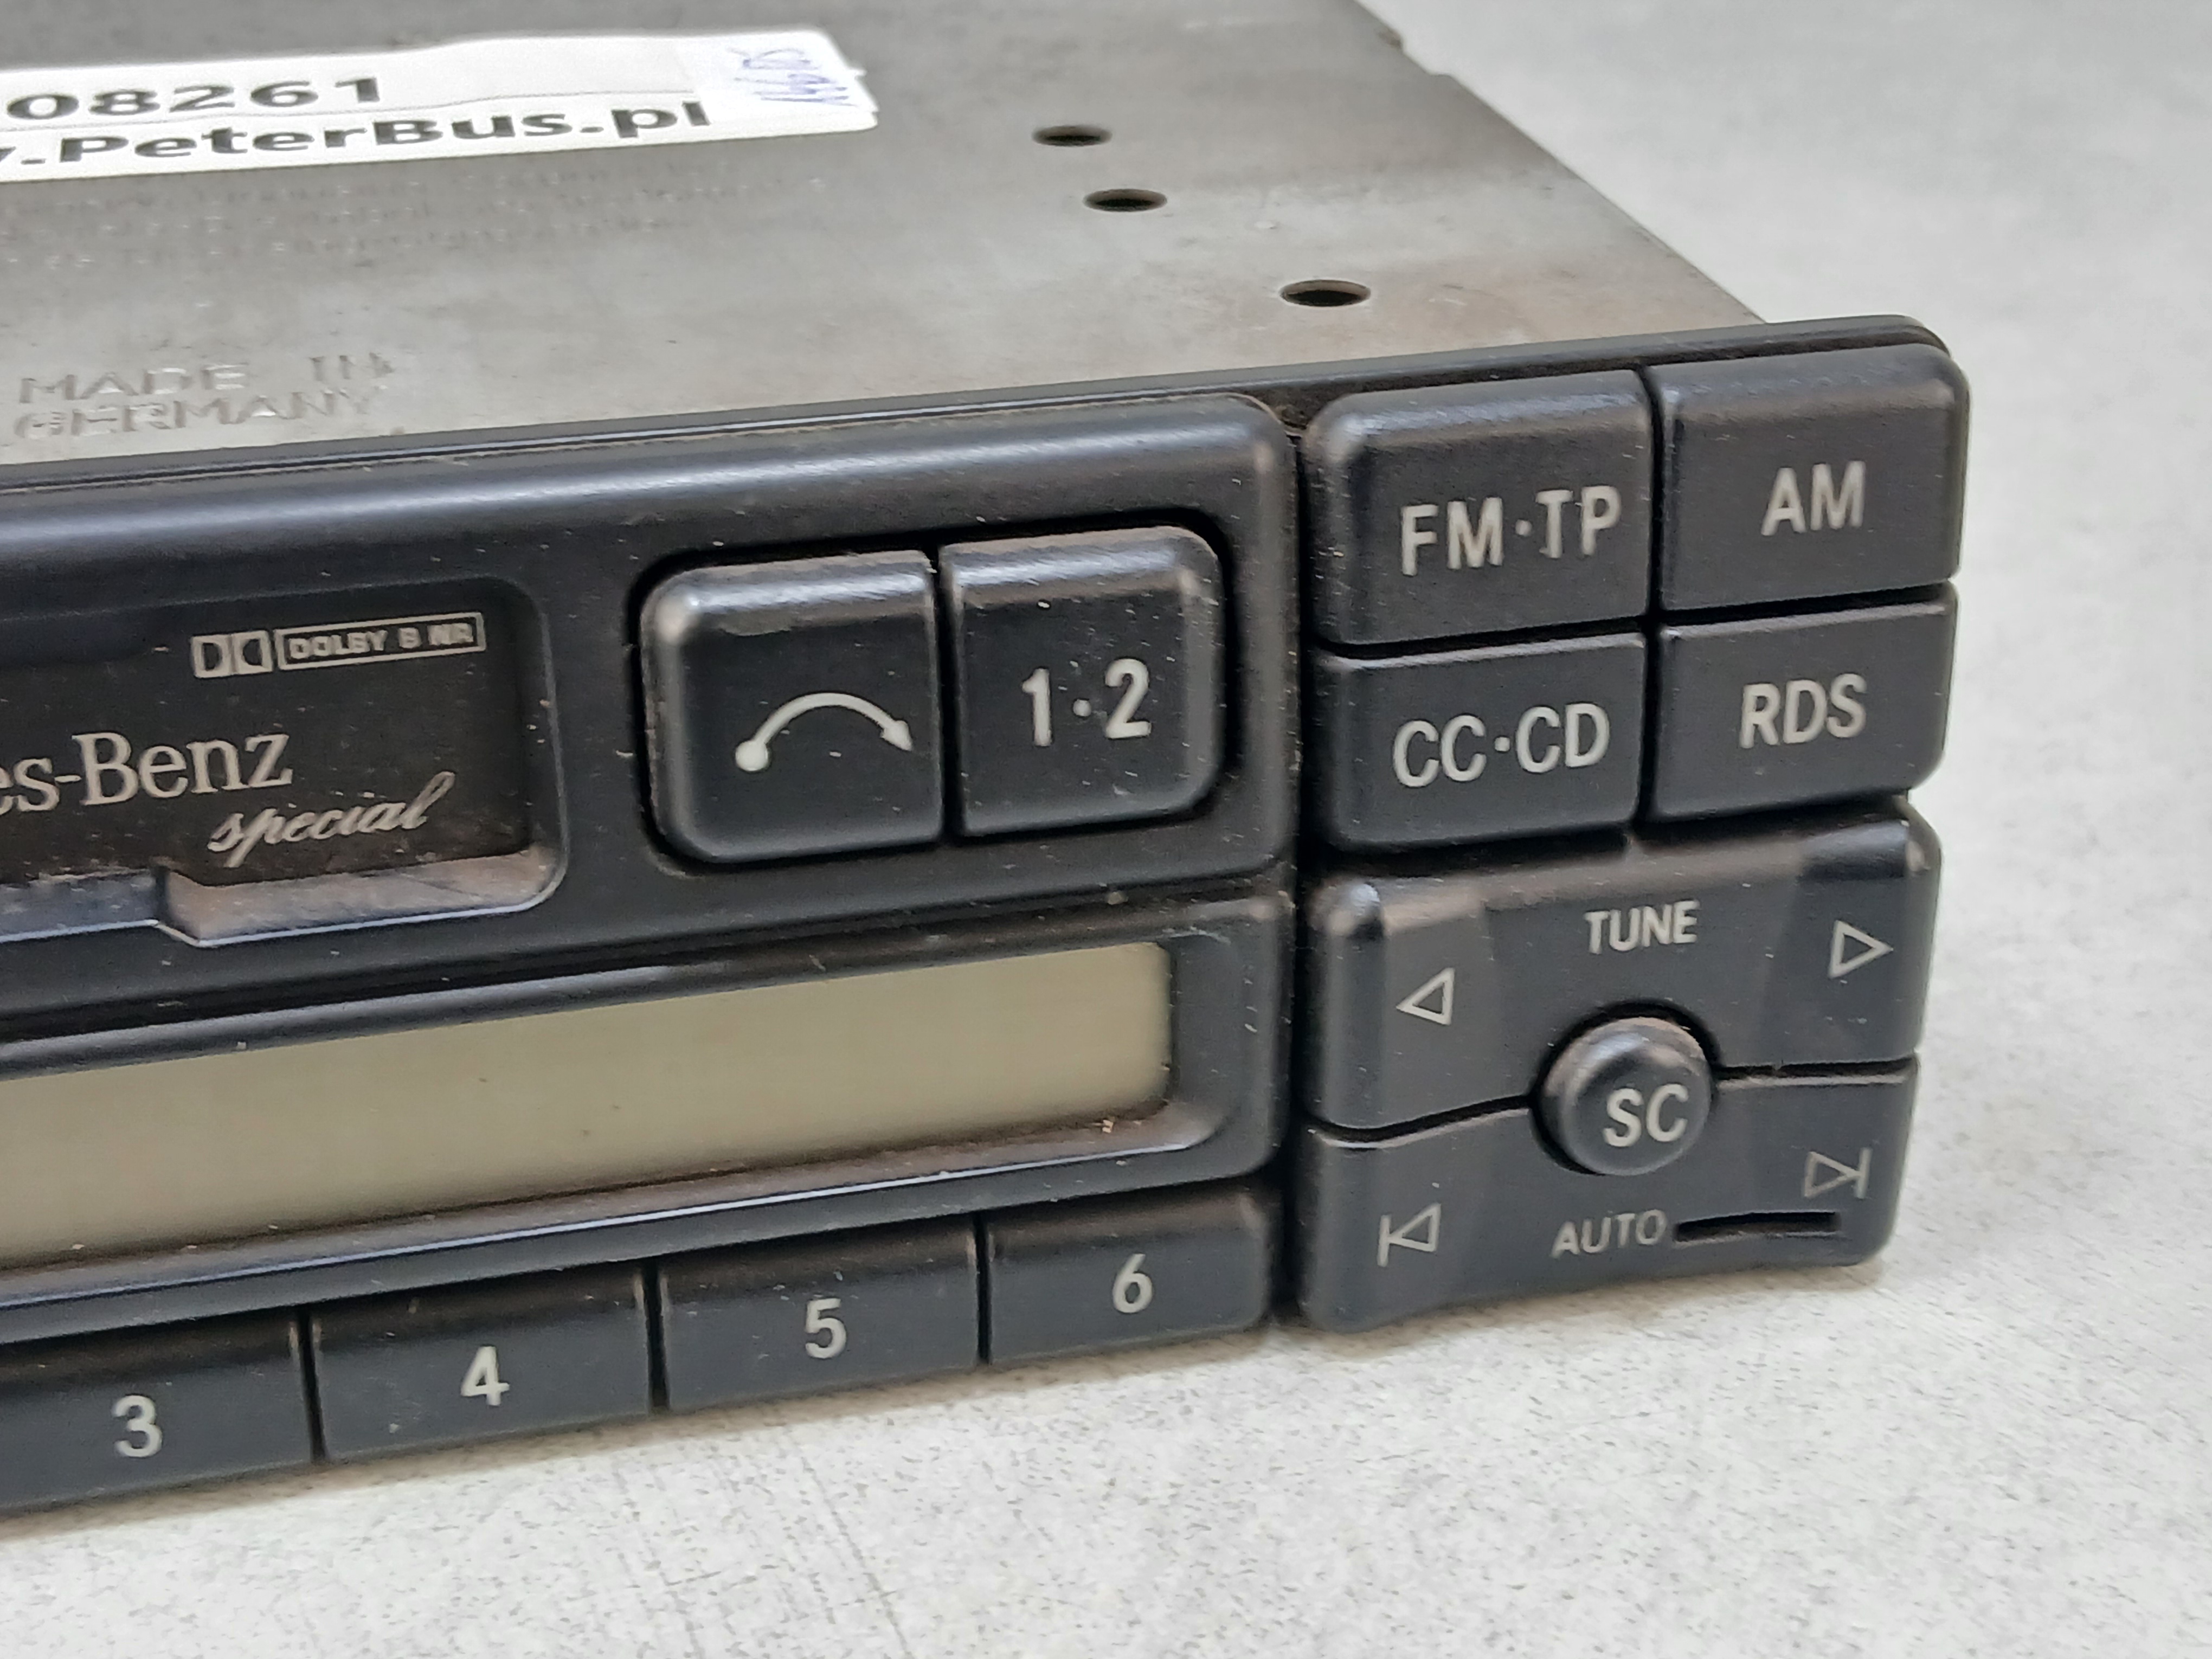 08261
.PeterBus.pl
MADE IN
GERMANY
DOLBY B NR
es-Benz
special
1·2
FM·TP
AM
CC·CD
RDS
TUNE
SC
AUTO
3
4
5
6